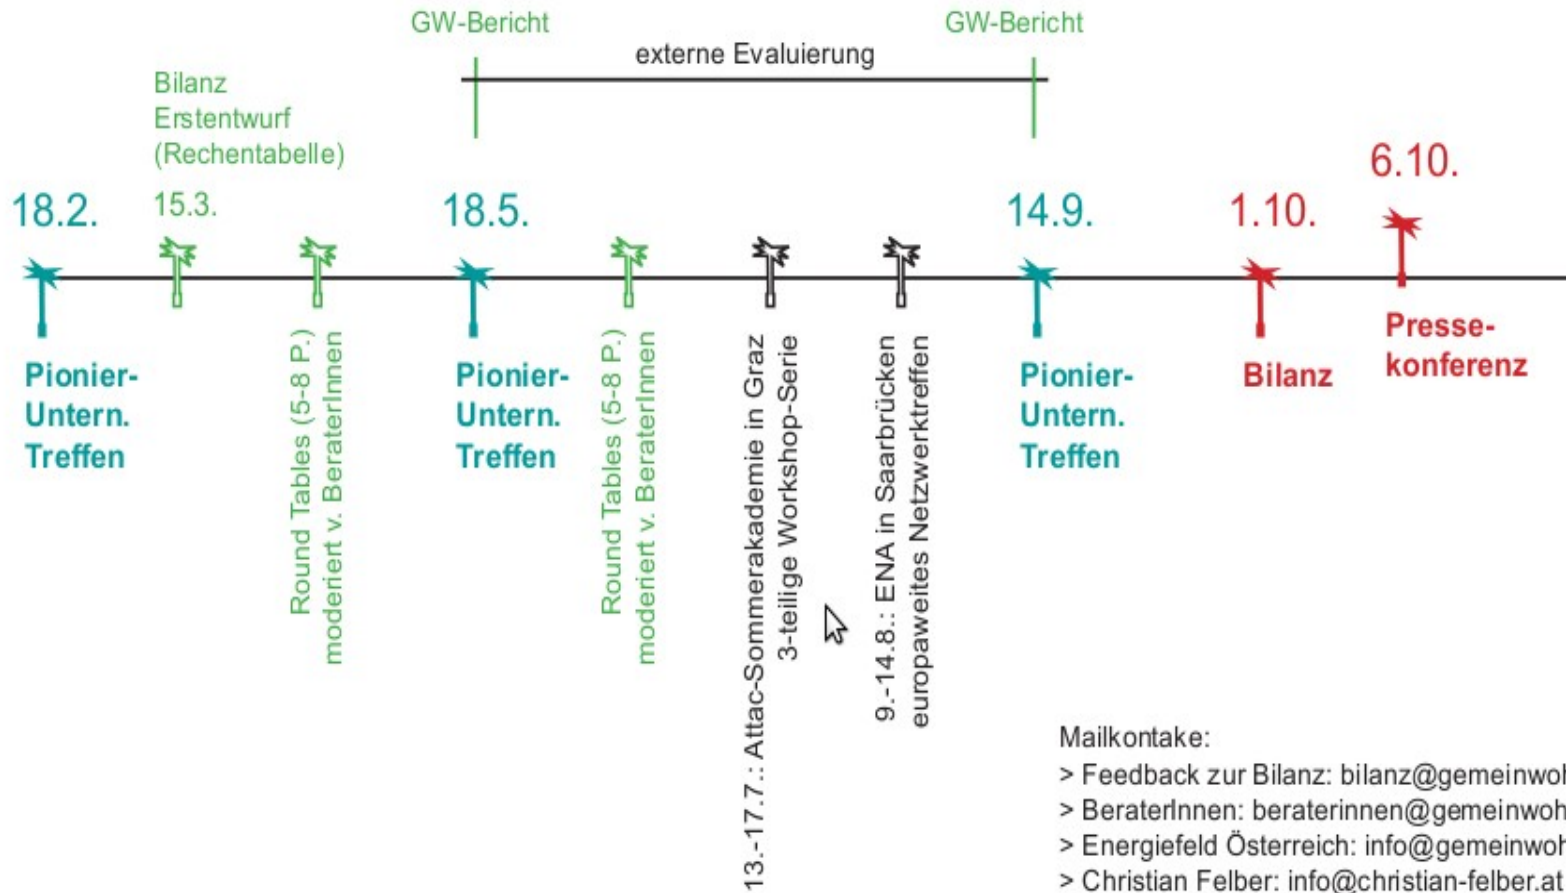 GW-Bericht
GW-Bericht
externe Evaluierung
Bilanz
Erstentwurf
(Rechentabelle)
18.2.
15.3.
18.5.
14.9.
1.10.
6.10.
Pionier-
Untern.
Treffen
Round Tables (5-8 P.)
moderiert v. BeraterInnen
Pionier-
Untern.
Treffen
Round Tables (5-8 P.)
moderiert v. BeraterInnen
13.-17.7.: Attac-Sommerakademie in Graz
3-teilige Workshop-Serie
9.-14.8.: ENA in Saarbrücken
europaweites Netzwerktreffen
Pionier-
Untern.
Treffen
Bilanz
Presse-
konferenz
Mailkontake:
> Feedback zur Bilanz: bilanz@gemeinwoh
> BeraterInnen: beraterinnen@gemeinwoh
> Energiefeld Österreich: info@gemeinwoh
> Christian Felber: info@christian-felber.at